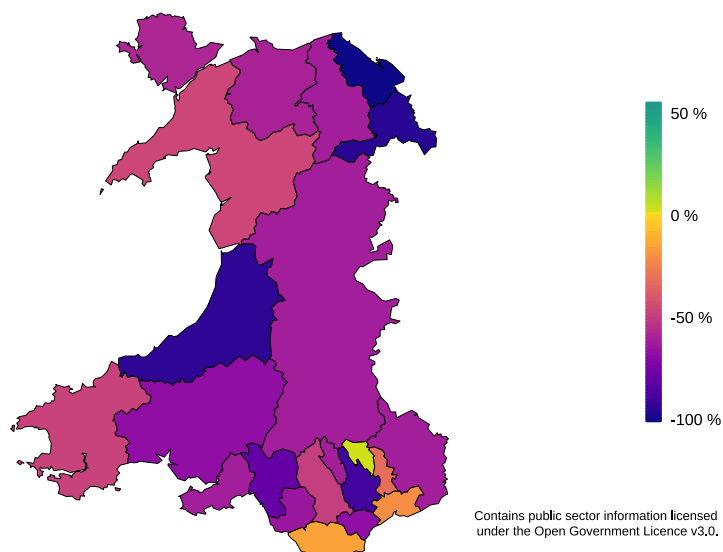 50 %
0 %
-50 %
-100 %
Contains public sector information licensed
under the Open Government Licence v3.0.